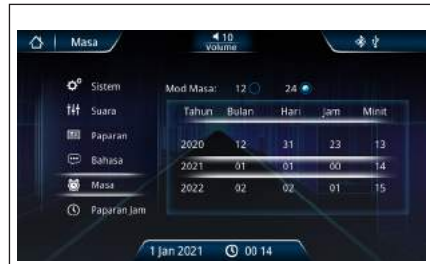 Masa
10
Volume
Sistem
Suara
Paparan
Bahasa
Masa
Paparan Jam
Mod Masa: 12 24
Tahun Bulan Hari Jam Minit
2020 12 31 23 13
2021 01 01 00 14
2022 02 02 01 15
1 Jan 2021 00 14